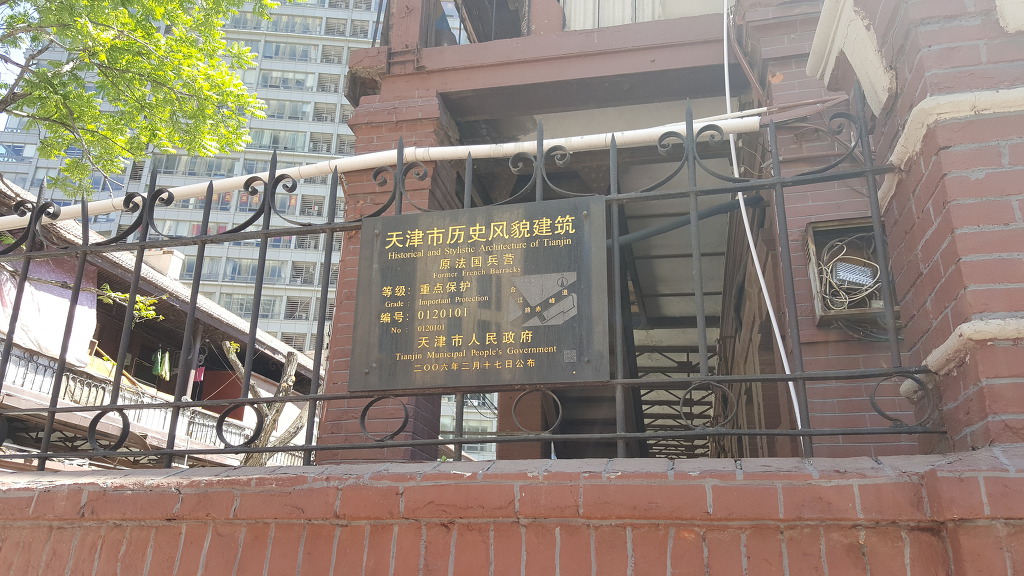 天津市历史风貌建筑
Historical and Stylistic Architecture of Tianjin
原法国兵营
Former French Barracks
等级：重点保护
Grade : Important Protection
编号：0120101
No : 0120101
天津市人民政府
Tianjin Municipal People's Government
二〇〇六年二月十七日公布